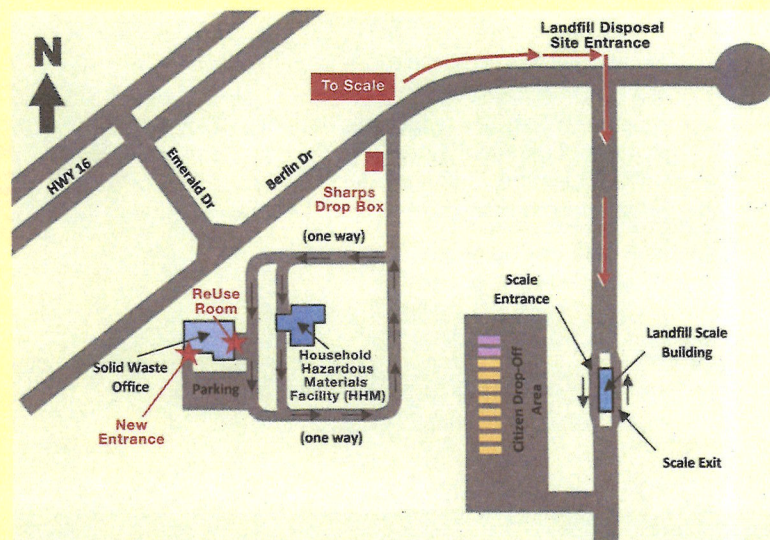 Landfill Disposal
Site Entrance
N
To Scale
HWY 16
Emerald Dr
Berlin Dr
Sharps
Drop Box
(one way)
ReUse
Room
Scale
Entrance
Landfill Scale
Building
Solid Waste
Office
Household
Hazardous
Materials
Facility (HHM)
Parking
Citizen Drop-Off
Area
New
Entrance
(one way)
Scale Exit